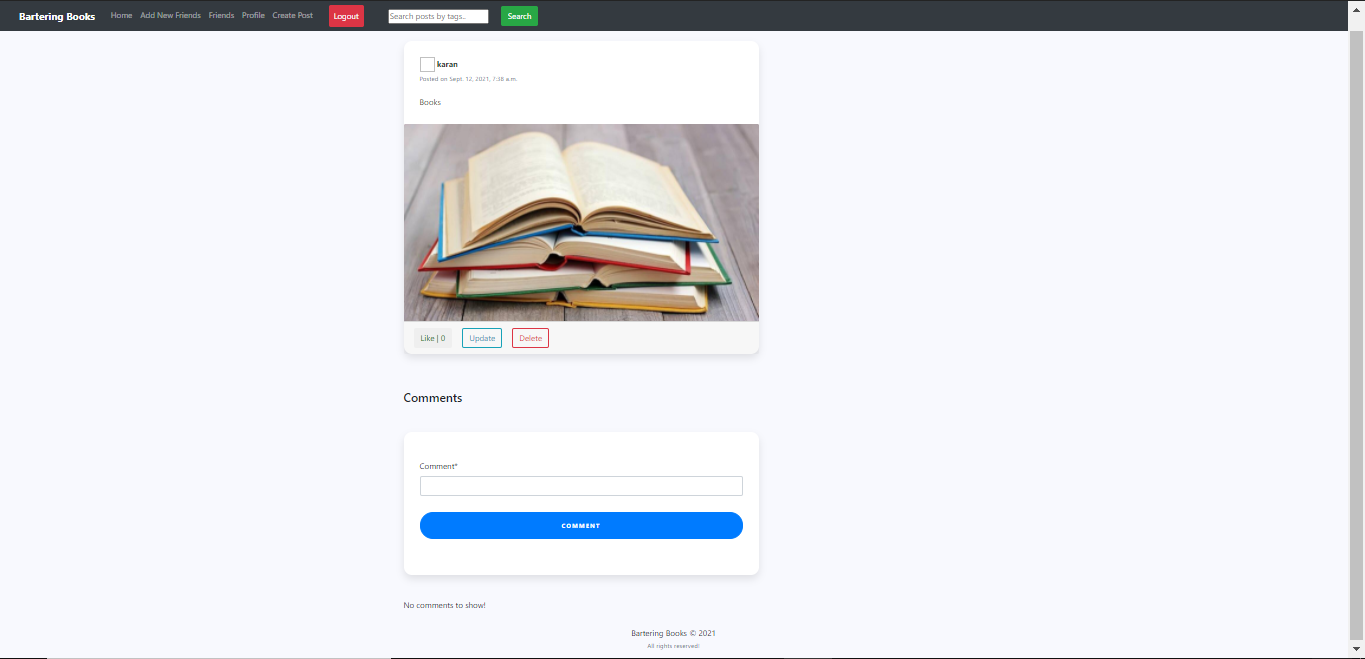 Bartering Books Home Add New Friends Friends Profile Create Post Logout Search posts by tags.. Search
karan
Posted on Sept. 12, 2021, 7:38 a.m.
Books
Like | 0 Update Delete
Comments
Comment*
COMMENT
No comments to show!
Bartering Books © 2021
All rights reserved!